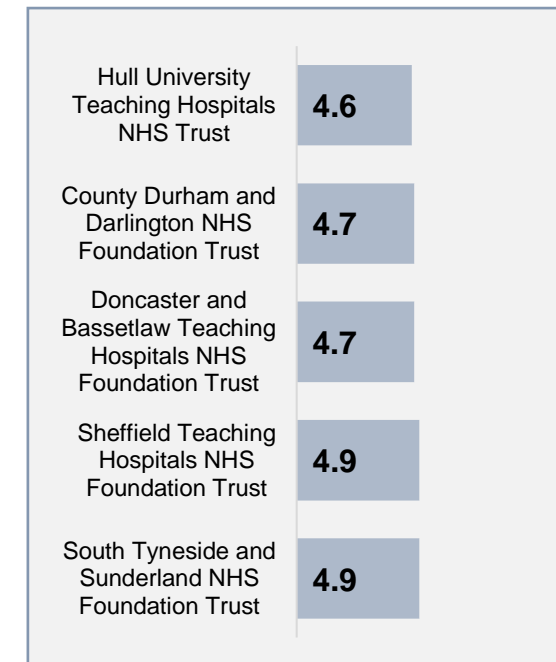 Hull University
Teaching Hospitals
NHS Trust
4.6
County Durham and
Darlington NHS
Foundation Trust
4.7
Doncaster and
Bassetlaw Teaching
Hospitals NHS
Foundation Trust
4.7
Sheffield Teaching
Hospitals NHS
Foundation Trust
4.9
South Tyneside and
Sunderland NHS
Foundation Trust
4.9